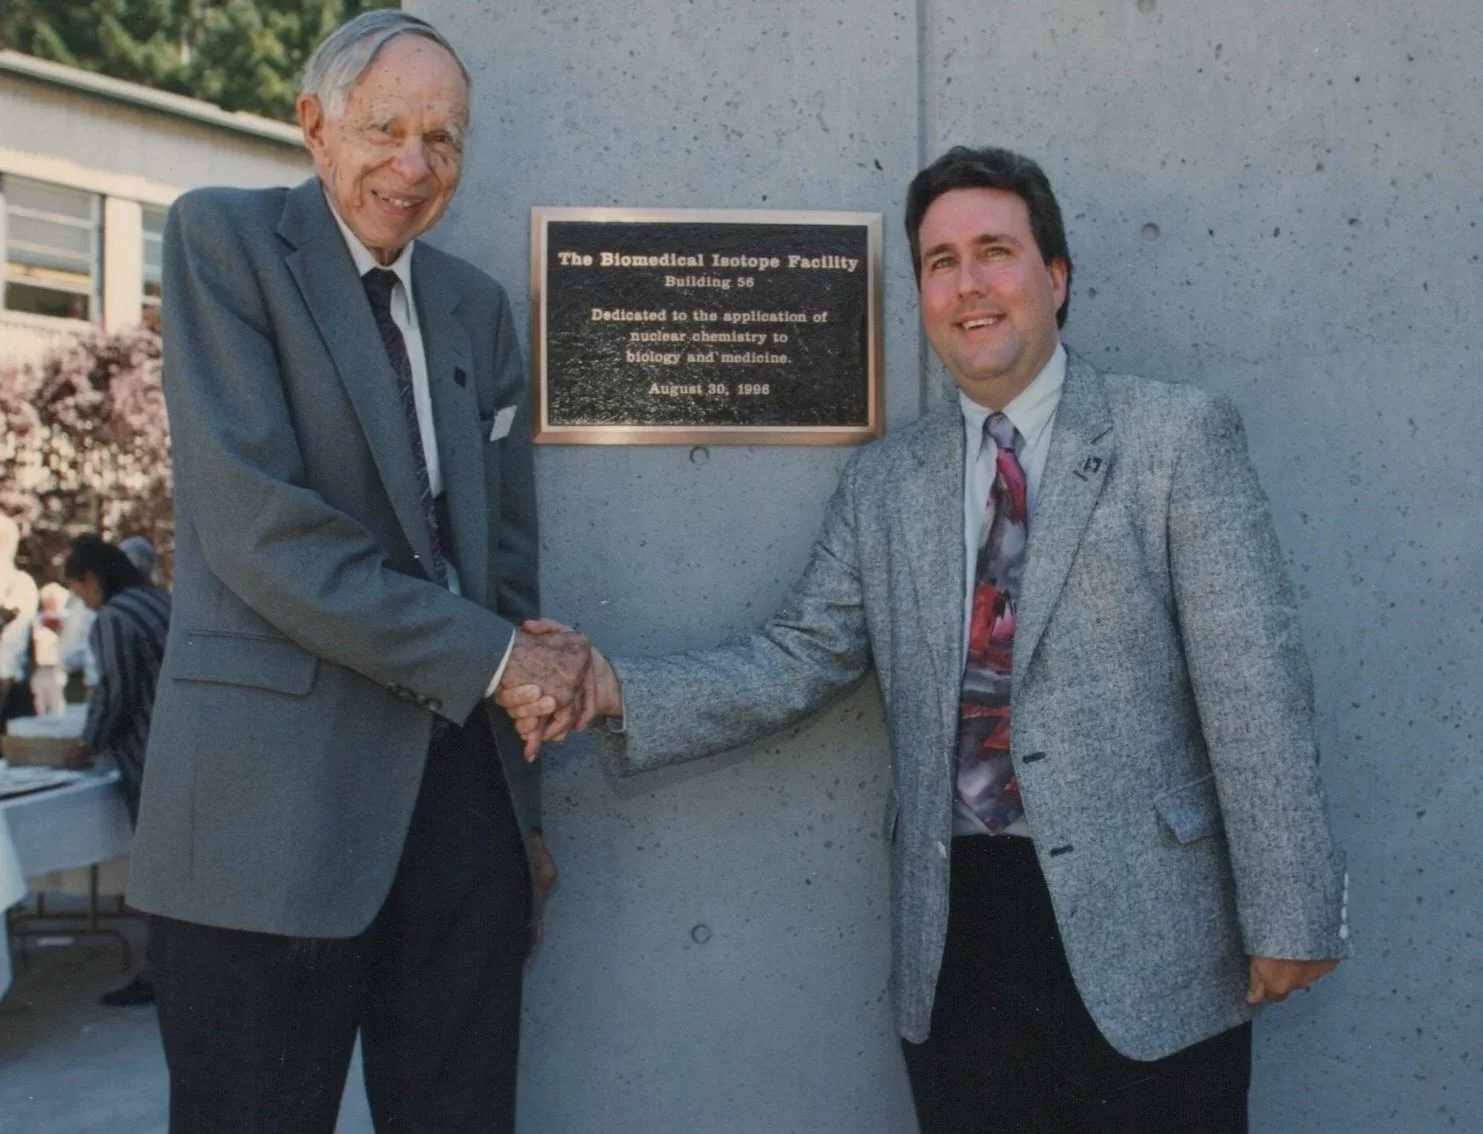 The Biomedical Isotope Facility
Building 56
Dedicated to the application of
nuclear chemistry to
biology and medicine.
August 30, 1996